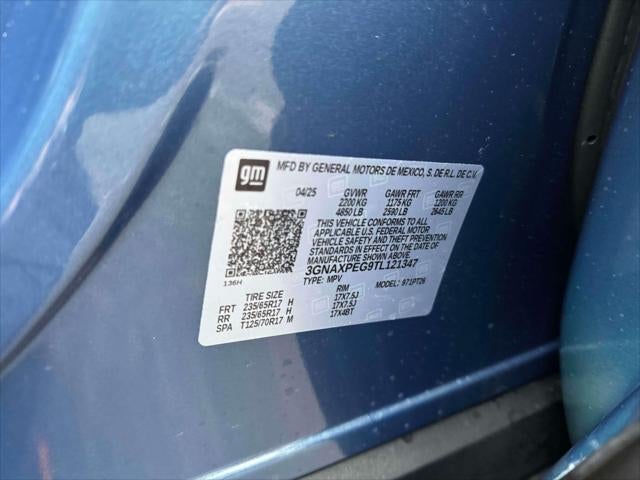 gm MFD BY GENERAL MOTORS DE MEXICO, S. DE R.L. DE C.V.
04/25 GVWR GAWR FRT GAWR RR
2200 KG 1175 KG 1200 KG
4850 LB 2590 LB 2645 LB
THIS VEHICLE CONFORMS TO ALL
APPLICABLE U.S. FEDERAL MOTOR
VEHICLE SAFETY AND THEFT PREVENTION
STANDARDS IN EFFECT ON THE DATE OF
MANUFACTURE SHOWN ABOVE.
3GNAXPEG9TL121347
136H TYPE: MPV MODEL: 971PT26
TIRE SIZE RIM
FRT 235/65R17 H 17X7.5J
RR 235/65R17 H 17X7.5J
SPA T125/70R17 M 17X4BT